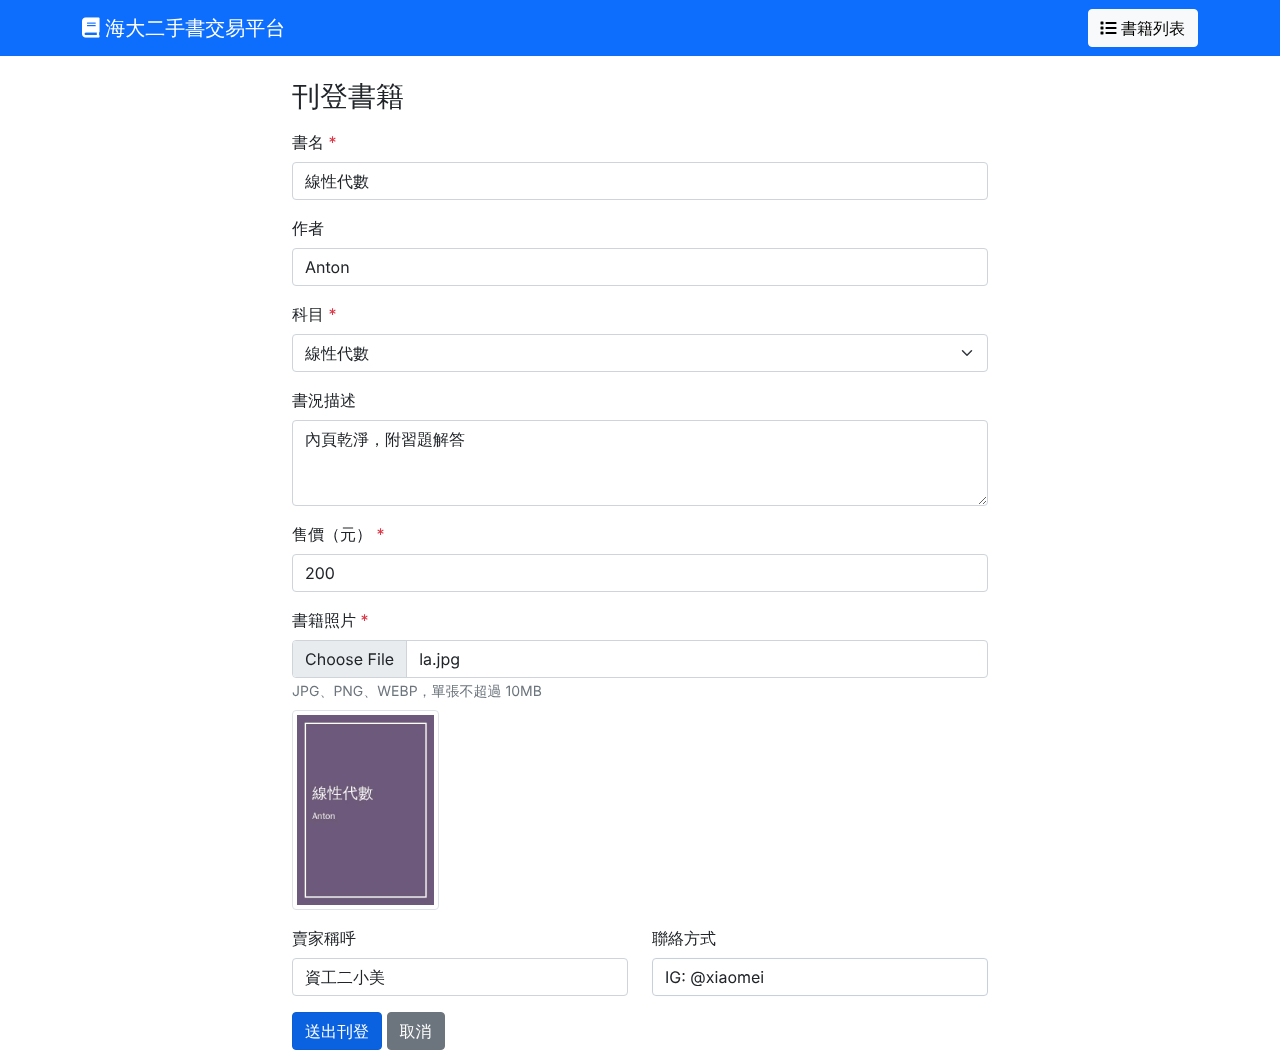 海大二手書交易平台
書籍列表
刊登書籍
書名 *
線性代數
作者
Anton
科目 *
線性代數
書況描述
內頁乾淨，附習題解答
售價（元） *
200
書籍照片 *
Choose File la.jpg
JPG、PNG、WEBP，單張不超過 10MB
線性代數
Anton
賣家稱呼 聯絡方式
資工二小美 IG: @xiaomei
送出刊登 取消